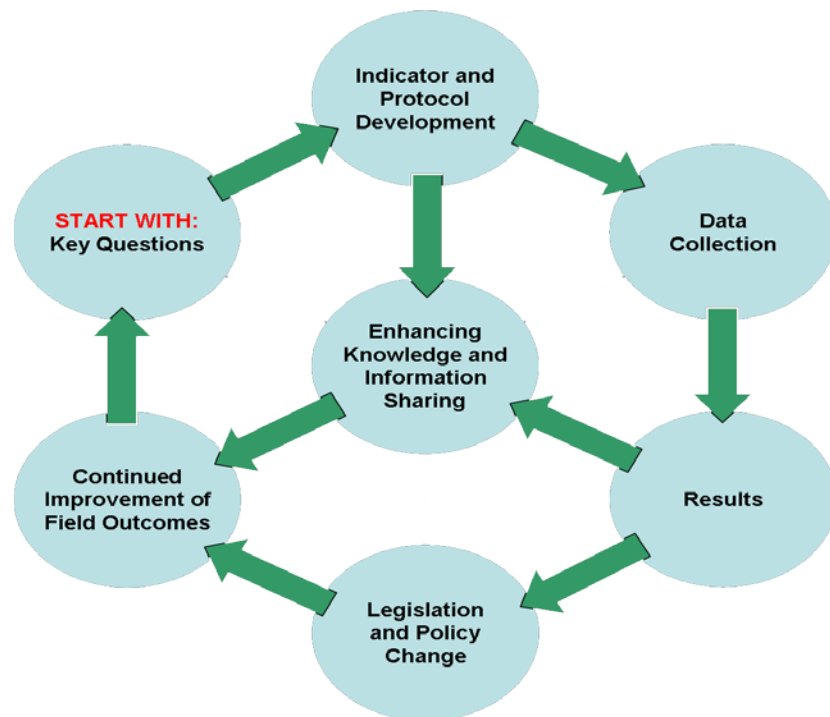 Indicator and
Protocol
Development
START WITH:
Key Questions
Data
Collection
Enhancing
Knowledge and
Information
Sharing
Continued
Improvement of
Field Outcomes
Results
Legislation
and Policy
Change